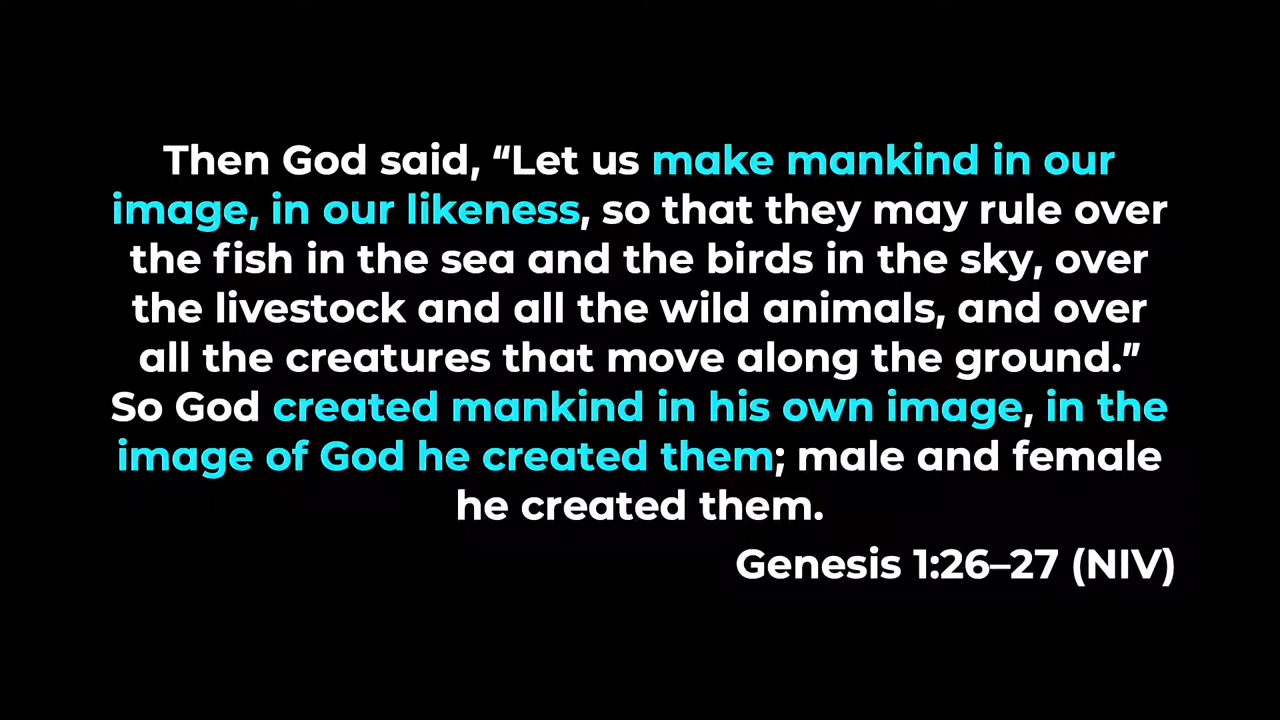 Then God said, “Let us make mankind in our
image, in our likeness, so that they may rule over
the fish in the sea and the birds in the sky, over
the livestock and all the wild animals, and over
all the creatures that move along the ground.”
So God created mankind in his own image, in the
image of God he created them; male and female
he created them.
Genesis 1:26–27 (NIV)